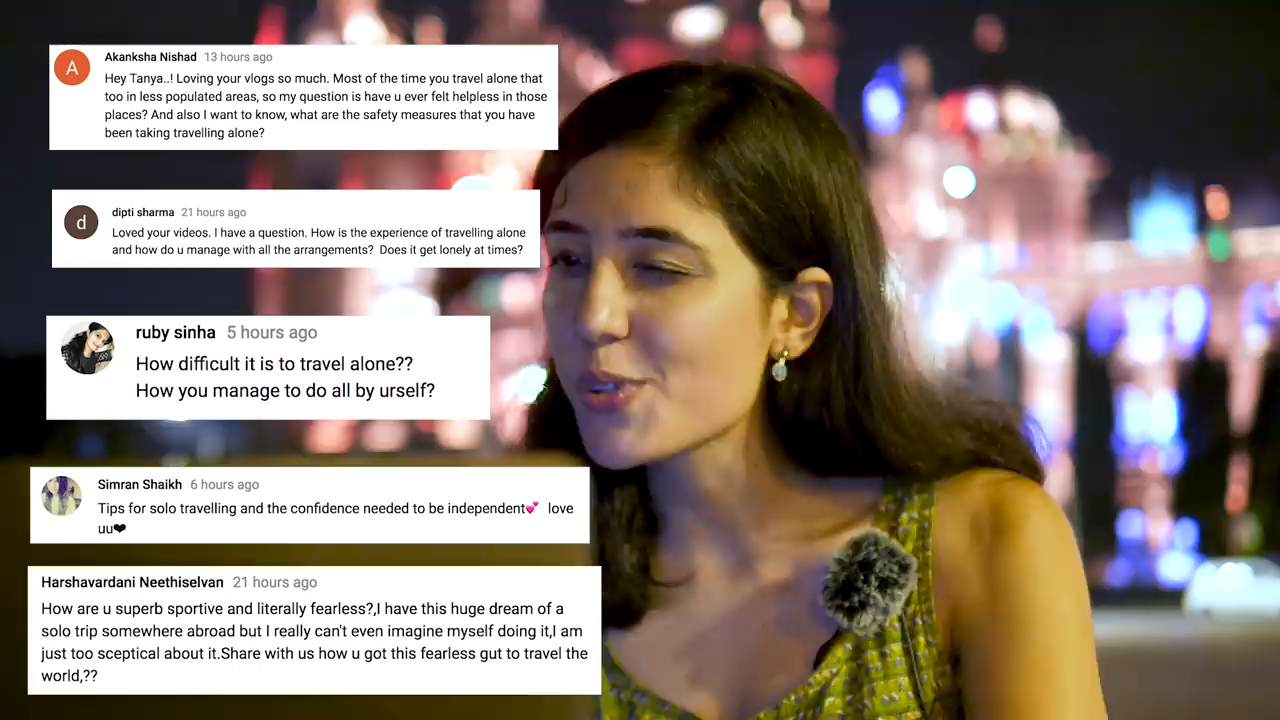 A
Akanksha Nishad 13 hours ago
Hey Tanya..! Loving your vlogs so much. Most of the time you travel alone that
too in less populated areas, so my question is have u ever felt helpless in those
places? And also I want to know, what are the safety measures that you have
been taking travelling alone?
d
dipti sharma 21 hours ago
Loved your videos. I have a question. How is the experience of travelling alone
and how do u manage with all the arrangements?  Does it get lonely at times?
ruby sinha 5 hours ago
How difficult it is to travel alone??
How you manage to do all by urself?
Simran Shaikh 6 hours ago
Tips for solo travelling and the confidence needed to be independent💕 love
uu❤
Harshavardani Neethiselvan 21 hours ago
How are u superb sportive and literally fearless?,I have this huge dream of a
solo trip somewhere abroad but I really can't even imagine myself doing it,I am
just too sceptical about it.Share with us how u got this fearless gut to travel the
world,??